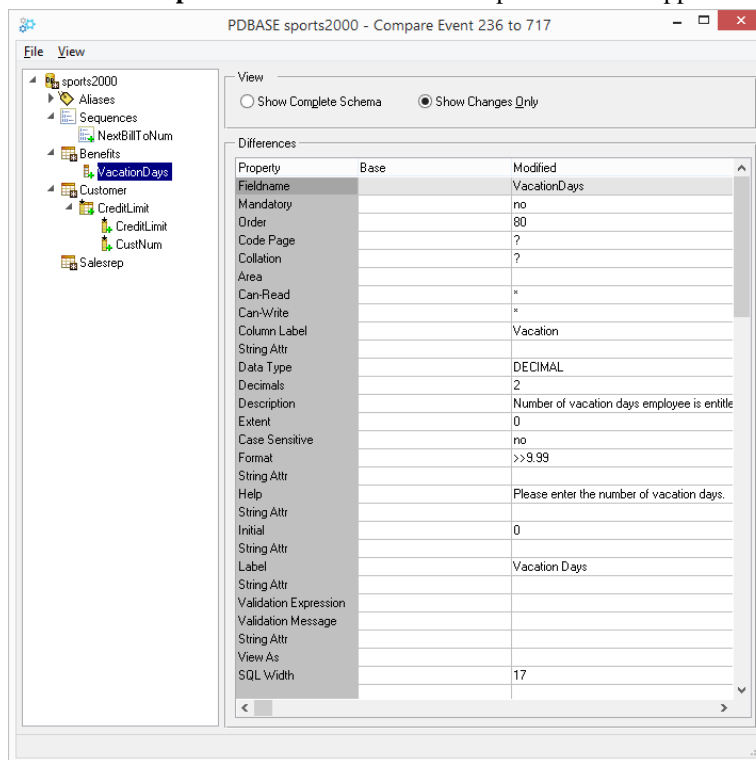 PDBASE sports2000 - Compare Event 236 to 717
File View
sports2000
Aliases
Sequences
NextBillToNum
Benefits
VacationDays
Customer
CreditLimit
CreditLimit
CustNum
Salesrep
View
Show Complete Schema Show Changes Only
Differences
Property Base Modified
Fieldname VacationDays
Mandatory no
Order 80
Code Page ?
Collation ?
Area
Can-Read *
Can-Write *
Column Label Vacation
String Attr
Data Type DECIMAL
Decimals 2
Description Number of vacation days employee is entitle
Extent 0
Case Sensitive no
Format >>9.99
String Attr
Help Please enter the number of vacation days.
String Attr
Initial 0
String Attr
Label Vacation Days
String Attr
Validation Expression
Validation Message
String Attr
View As
SQL Width 17